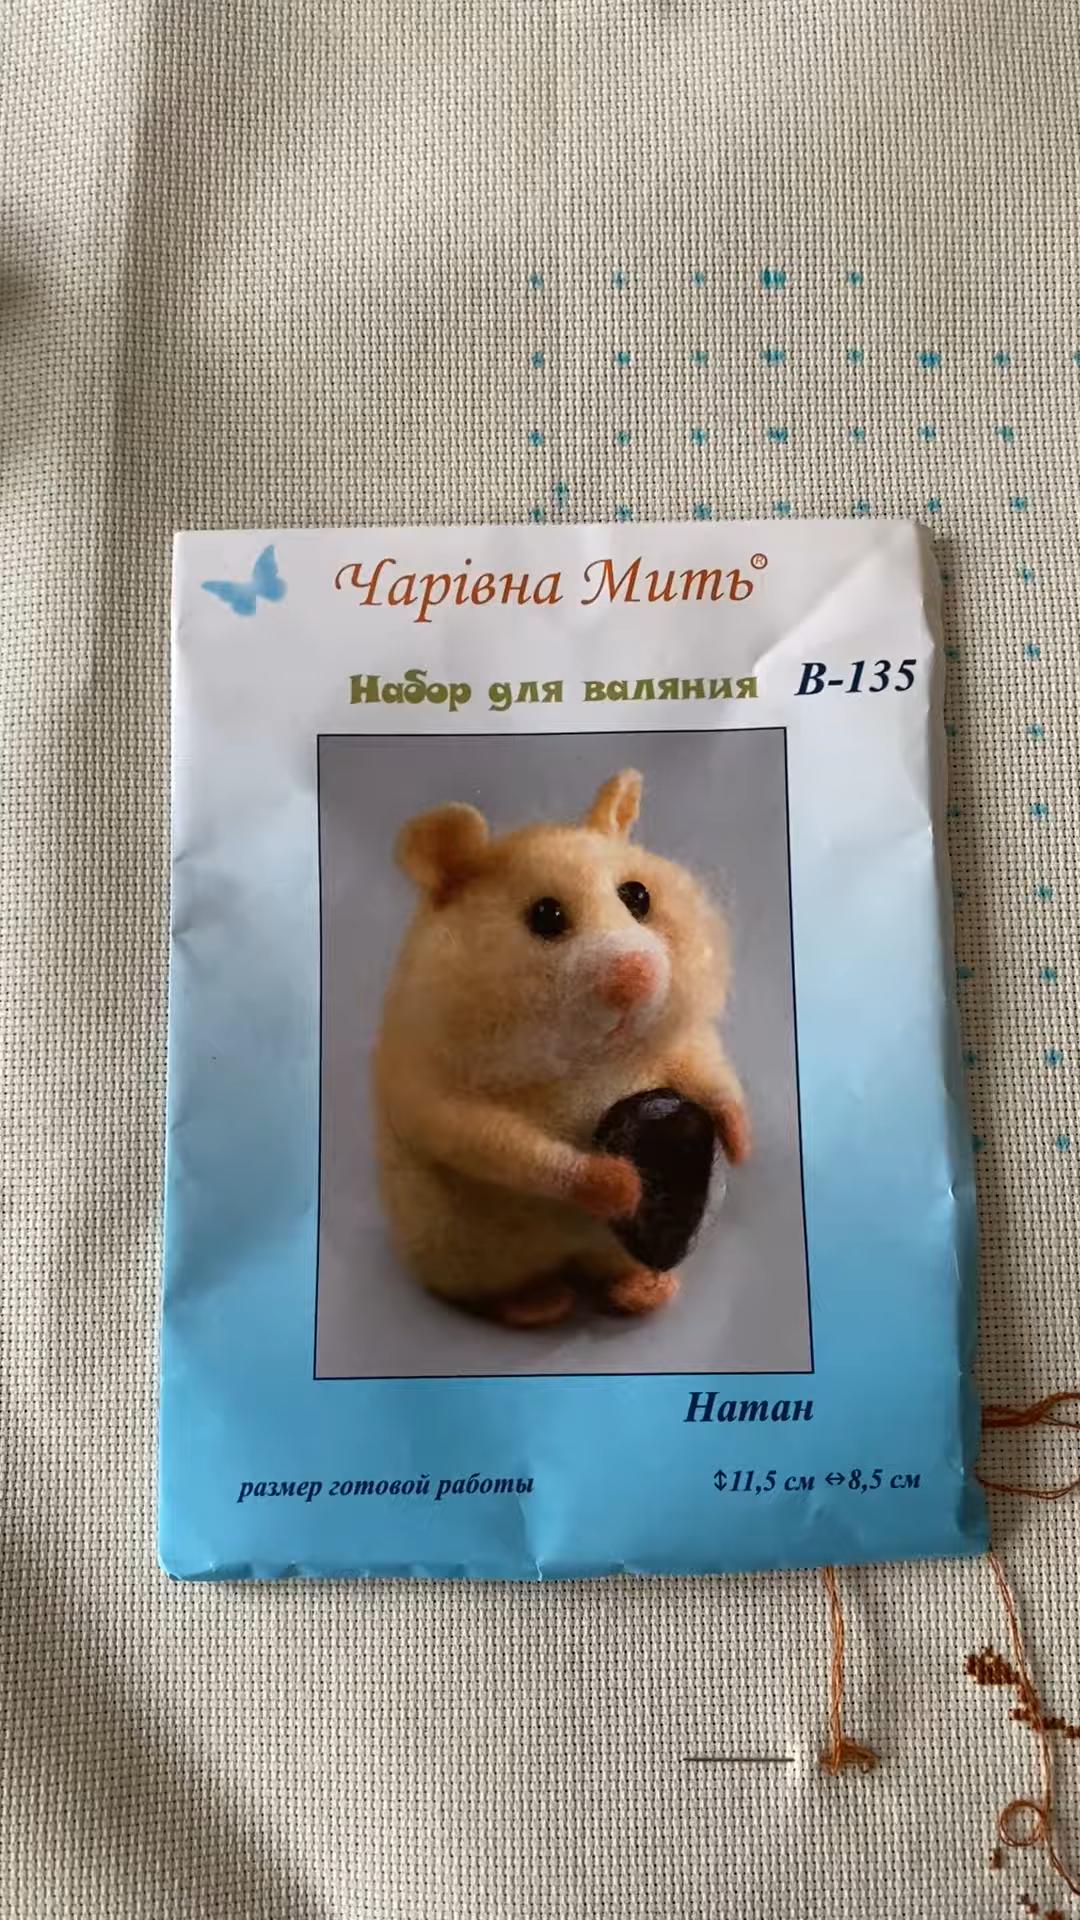 Чарівна Мить®
Набор для валяния
В-135
Натан
размер готовой работы
↕11,5 см ↔8,5 см